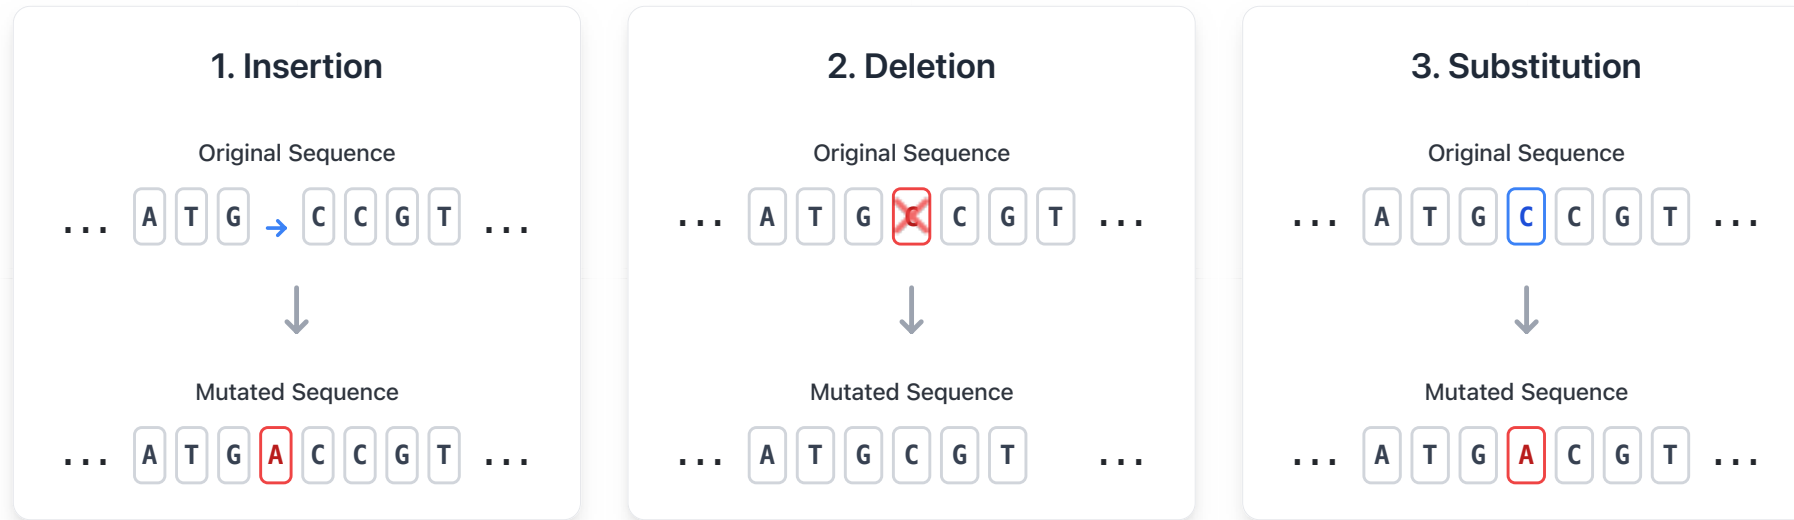 1. Insertion
Original Sequence
... A T G → C C G T ...
Mutated Sequence
... A T G A C C G T ...
2. Deletion
Original Sequence
... A T G C C G T ...
Mutated Sequence
... A T G C G T ...
3. Substitution
Original Sequence
... A T G C C G T ...
Mutated Sequence
... A T G A C G T ...